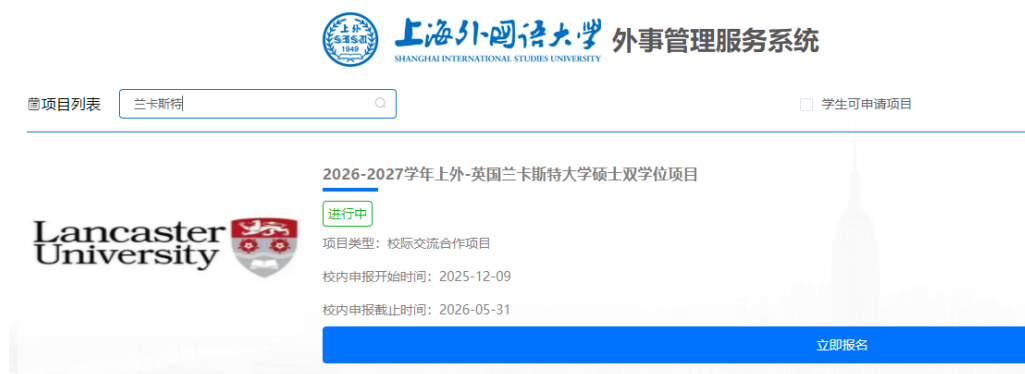 上外
SISU
1949
上海外国语大学
SHANGHAI INTERNATIONAL STUDIES UNIVERSITY
外事管理服务系统
项目列表
兰卡斯特
学生可申请项目
Lancaster
University
2026-2027学年上外-英国兰卡斯特大学硕士双学位项目
进行中
项目类型：校际交流合作项目
校内申报开始时间：2025-12-09
校内申报截止时间：2026-05-31
立即报名